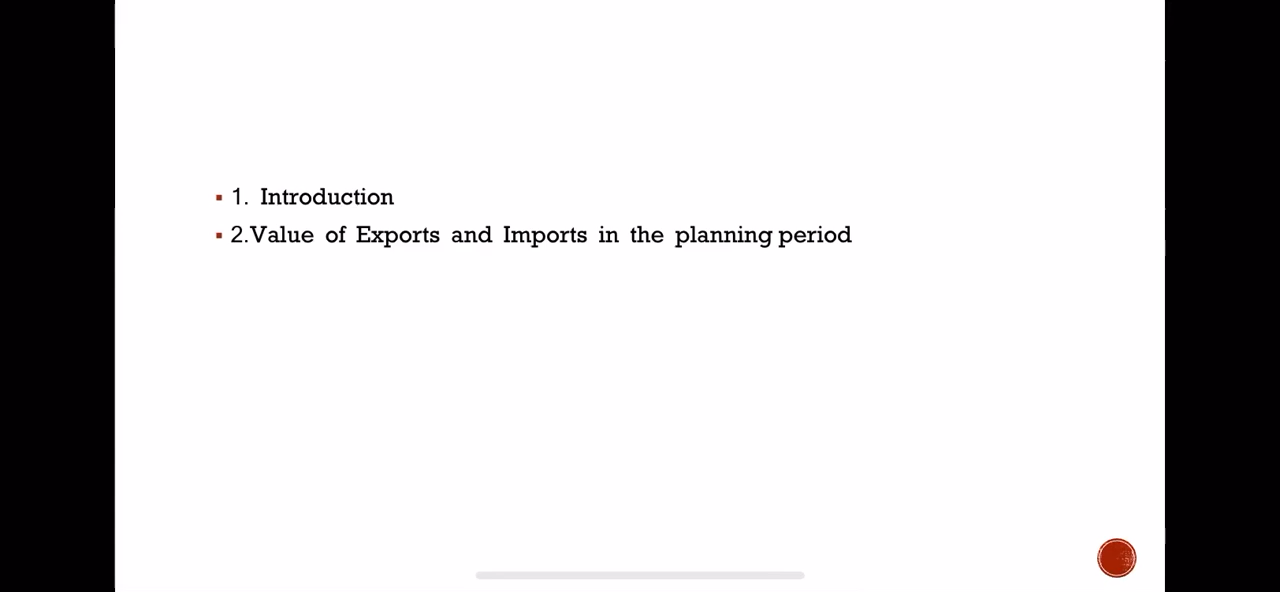 ▪ 1. Introduction
▪ 2.Value of Exports and Imports in the planning period